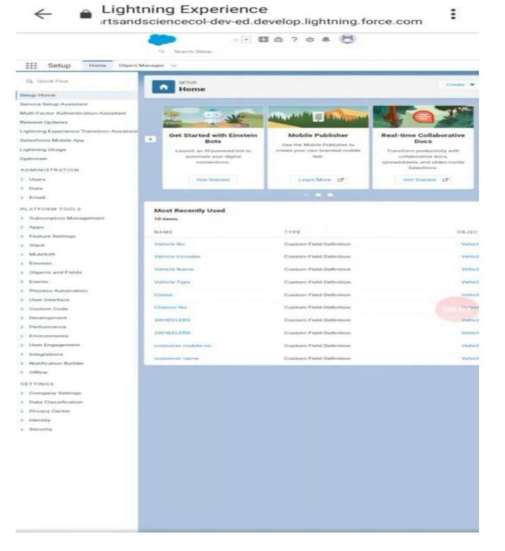 Lightning Experience
rtsandsciencecol-dev-ed.develop.lightning.force.com
Search Setup
Setup
Home
Object Manager
Quick Find
Setup Home
Service Setup Assistant
Multi-Factor Authentication Assistant
Release Updates
Lightning Experience Transition Assistant
Salesforce Mobile App
Lightning Usage
Optimizer
ADMINISTRATION
Users
Data
Email
PLATFORM TOOLS
Subscription Management
Apps
Feature Settings
Slack
MuleSoft
Einstein
Objects and Fields
Events
Process Automation
User Interface
Custom Code
Development
Performance
Environments
User Engagement
Integrations
Notification Builder
Offline
SETTINGS
Company Settings
Data Classification
Privacy Center
Identity
Security
SETUP
Home
Create
Get Started with Einstein
Bots
Launch an AI-powered bot to
automate your digital
connections.
Get Started
Mobile Publisher
Use the Mobile Publisher to
create your own branded mobile
app.
Learn More
Real-time Collaborative
Docs
Transform productivity with
collaborative docs,
spreadsheets, and slides inside
Salesforce.
Get Started
Most Recently Used
10 items
NAME TYPE OBJEC
Vehicle No Custom Field Definition Vehicl
Vehicle Includes Custom Field Definition Vehicl
Vehicle Name Custom Field Definition Vehicl
Vehicle Type Custom Field Definition Vehicl
Colour Custom Field Definition Vehicl
Chassis No Custom Field Definition
4WHEELERS Custom Field Definition Vehicl
2WHEELERS Custom Field Definition Vehicl
customer mobile no Custom Field Definition Vehicl
customer name Custom Field Definition Vehicl